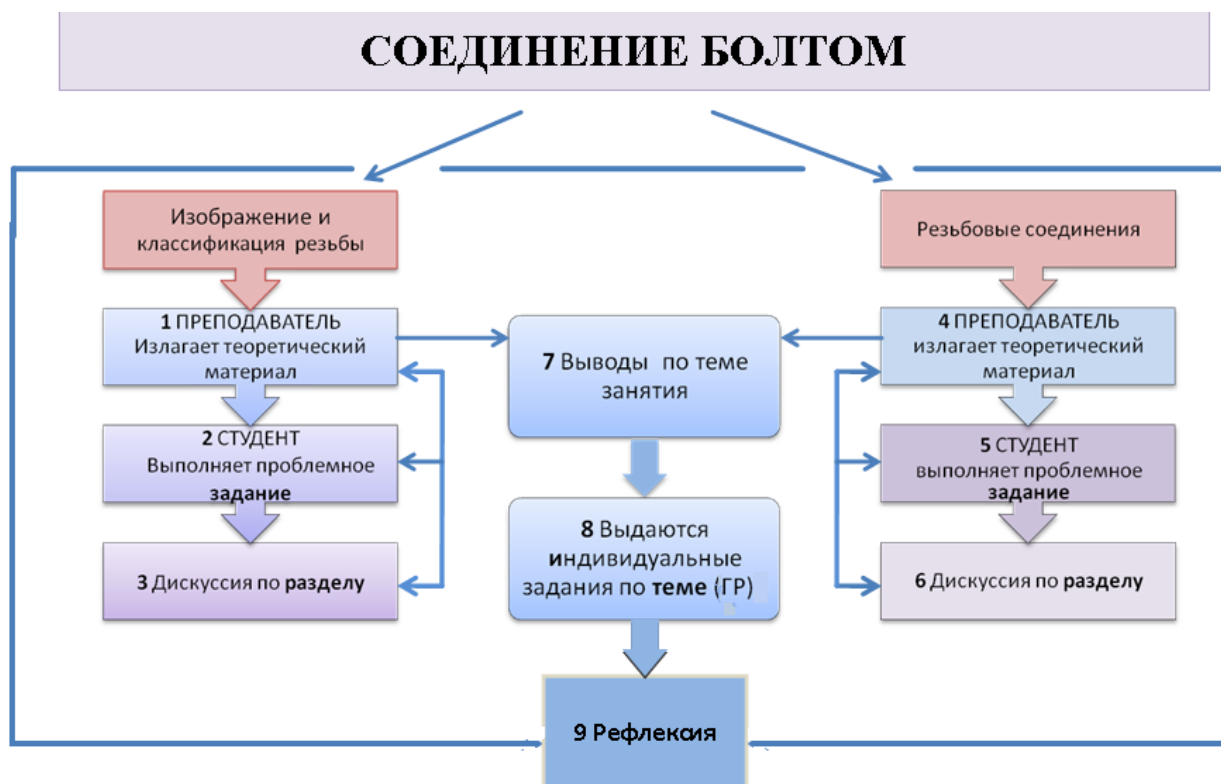 СОЕДИНЕНИЕ БОЛТОМ
Изображение и
классификация резьбы
1 ПРЕПОДАВАТЕЛЬ
Излагает теоретический
материал
2 СТУДЕНТ
Выполняет проблемное
задание
3 Дискуссия по разделу
7 Выводы по теме
занятия
8 Выдаются
индивидуальные
задания по теме (ГР)
9 Рефлексия
Резьбовые соединения
4 ПРЕПОДАВАТЕЛЬ
излагает теоретический
материал
5 СТУДЕНТ
выполняет проблемное
задание
6 Дискуссия по разделу